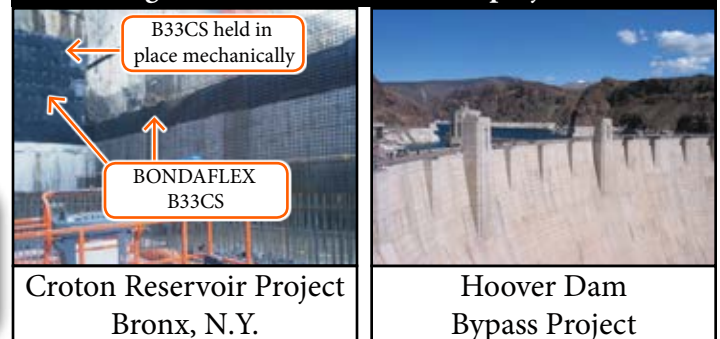 B33CS held in
place mechanically
BONDAFLEX
B33CS
Croton Reservoir Project
Bronx, N.Y.
Hoover Dam
Bypass Project